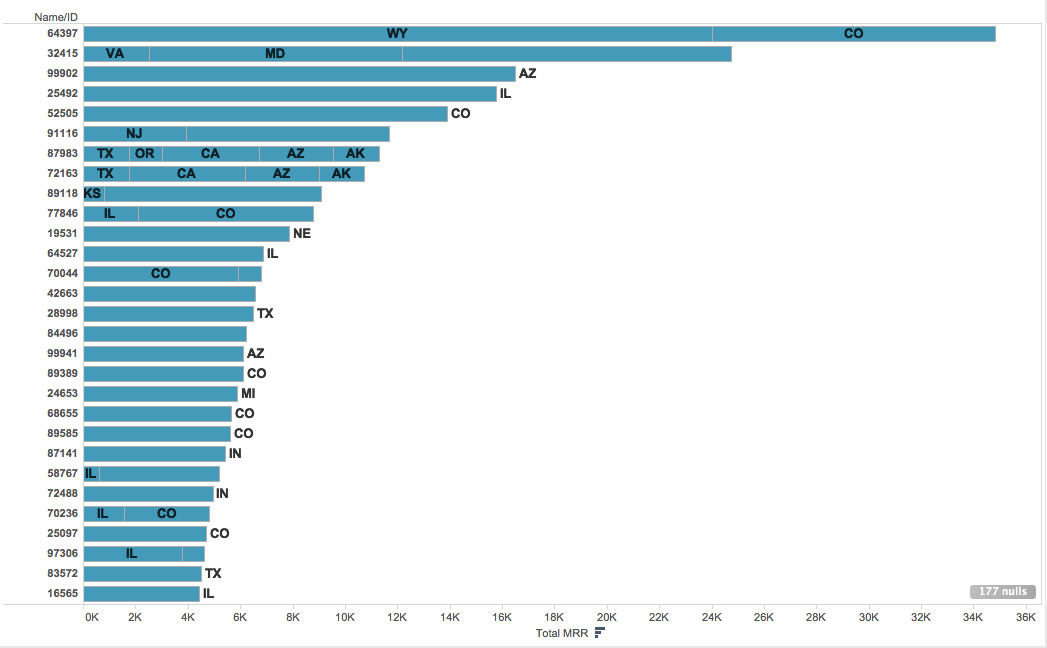 Name/ID
64397 WY CO
32415 VA MD
99902 AZ
25492 IL
52505 CO
91116 NJ
87983 TX OR CA AZ AK
72163 TX CA AZ AK
89118 KS
77846 IL CO
19531 NE
64527 IL
70044 CO
42663
28998 TX
84496
99941 AZ
89389 CO
24653 MI
68655 CO
89585 CO
87141 IN
58767 IL
72488 IN
70236 IL CO
25097 CO
97306 IL
83572 TX
16565 IL
177 nulls
0K 2K 4K 6K 8K 10K 12K 14K 16K 18K 20K 22K 24K 26K 28K 30K 32K 34K 36K
Total MRR